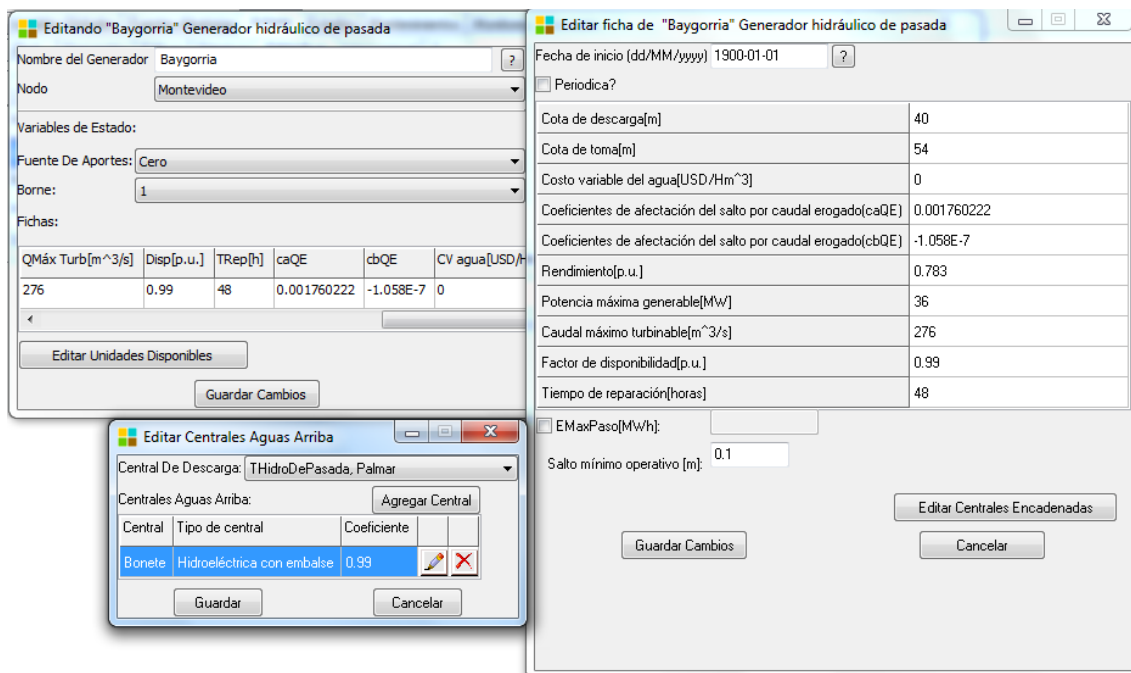 Editando "Baygorria" Generador hidráulico de pasada
Nombre del Generador Baygorria ?
Nodo Montevideo
Variables de Estado:
Fuente De Aportes: Cero
Borne: 1
Fichas:
QMáx Turb[m^3/s] Disp[p.u.] TRep[h] caQE cbQE CV agua[USD/H
276 0.99 48 0.001760222 -1.058E-7 0
Editar Unidades Disponibles
Guardar Cambios
Editar Centrales Aguas Arriba
Central De Descarga: THidroDePasada, Palmar
Centrales Aguas Arriba: Agregar Central
Central Tipo de central Coeficiente
Bonete Hidroeléctrica con embalse 0.99
Guardar Cancelar
Editar ficha de "Baygorria" Generador hidráulico de pasada
Fecha de inicio (dd/MM/yyyy) 1900-01-01 ?
Periodica?
Cota de descarga[m] 40
Cota de toma[m] 54
Costo variable del agua[USD/Hm^3] 0
Coeficientes de afectación del salto por caudal erogado(caQE) 0.001760222
Coeficientes de afectación del salto por caudal erogado(cbQE) -1.058E-7
Rendimiento[p.u.] 0.783
Potencia máxima generable[MW] 36
Caudal máximo turbinable[m^3/s] 276
Factor de disponibilidad[p.u.] 0.99
Tiempo de reparación[horas] 48
EMaxPaso[MWh]:
Salto mínimo operativo [m]: 0.1
Editar Centrales Encadenadas
Guardar Cambios Cancelar